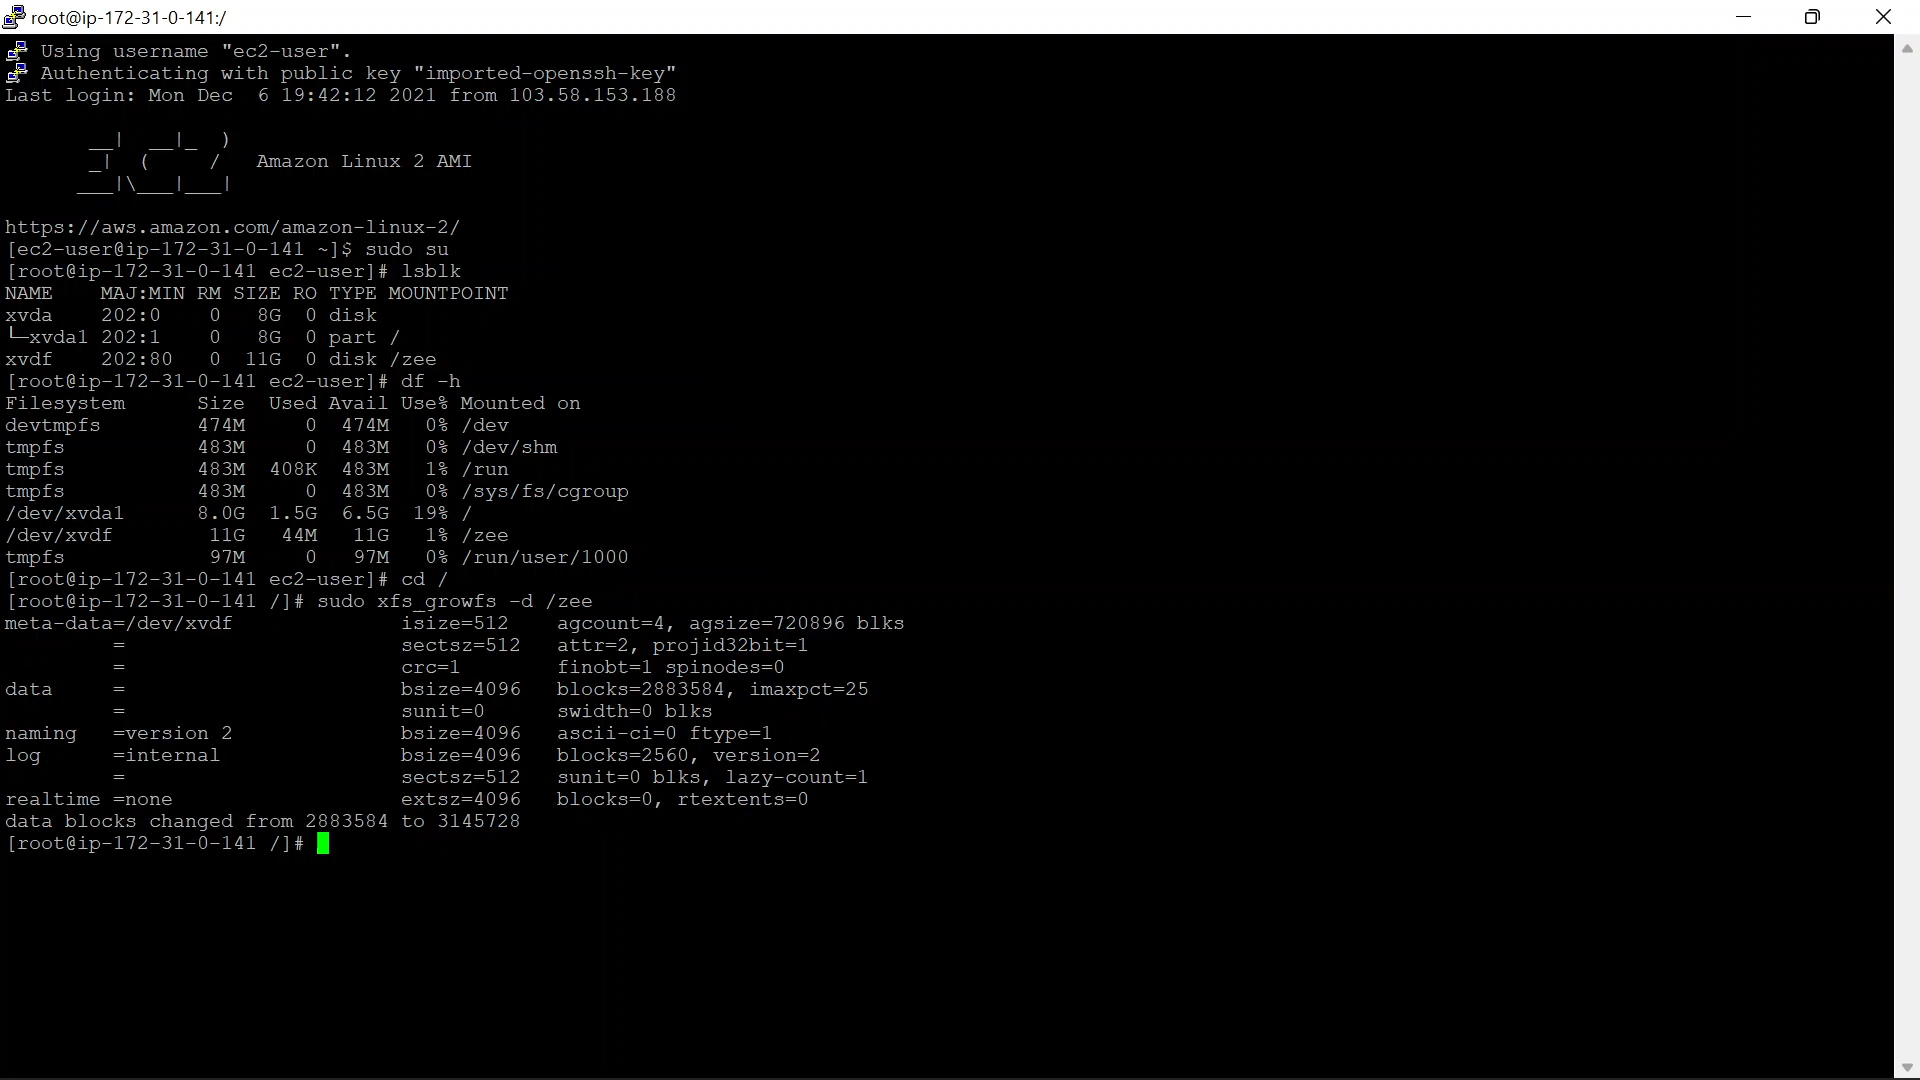 root@ip-172-31-0-141:/
Using username "ec2-user".
Authenticating with public key "imported-openssh-key"
Last login: Mon Dec  6 19:42:12 2021 from 103.58.153.188
       __|  __|_  )
       _|  (     /   Amazon Linux 2 AMI
      ___|\___|___|
https://aws.amazon.com/amazon-linux-2/
[ec2-user@ip-172-31-0-141 ~]$ sudo su
[root@ip-172-31-0-141 ec2-user]# lsblk
NAME    MAJ:MIN RM SIZE RO TYPE MOUNTPOINT
xvda    202:0    0   8G  0 disk
└─xvda1 202:1    0   8G  0 part /
xvdf    202:80   0  11G  0 disk /zee
[root@ip-172-31-0-141 ec2-user]# df -h
Filesystem      Size  Used Avail Use% Mounted on
devtmpfs        474M     0  474M   0% /dev
tmpfs           483M     0  483M   0% /dev/shm
tmpfs           483M  408K  483M   1% /run
tmpfs           483M     0  483M   0% /sys/fs/cgroup
/dev/xvda1      8.0G  1.5G  6.5G  19% /
/dev/xvdf        11G   44M   11G   1% /zee
tmpfs            97M     0   97M   0% /run/user/1000
[root@ip-172-31-0-141 ec2-user]# cd /
[root@ip-172-31-0-141 /]# sudo xfs_growfs -d /zee
meta-data=/dev/xvdf              isize=512    agcount=4, agsize=720896 blks
         =                       sectsz=512   attr=2, projid32bit=1
         =                       crc=1        finobt=1 spinodes=0
data     =                       bsize=4096   blocks=2883584, imaxpct=25
         =                       sunit=0      swidth=0 blks
naming   =version 2              bsize=4096   ascii-ci=0 ftype=1
log      =internal               bsize=4096   blocks=2560, version=2
         =                       sectsz=512   sunit=0 blks, lazy-count=1
realtime =none                   extsz=4096   blocks=0, rtextents=0
data blocks changed from 2883584 to 3145728
[root@ip-172-31-0-141 /]#